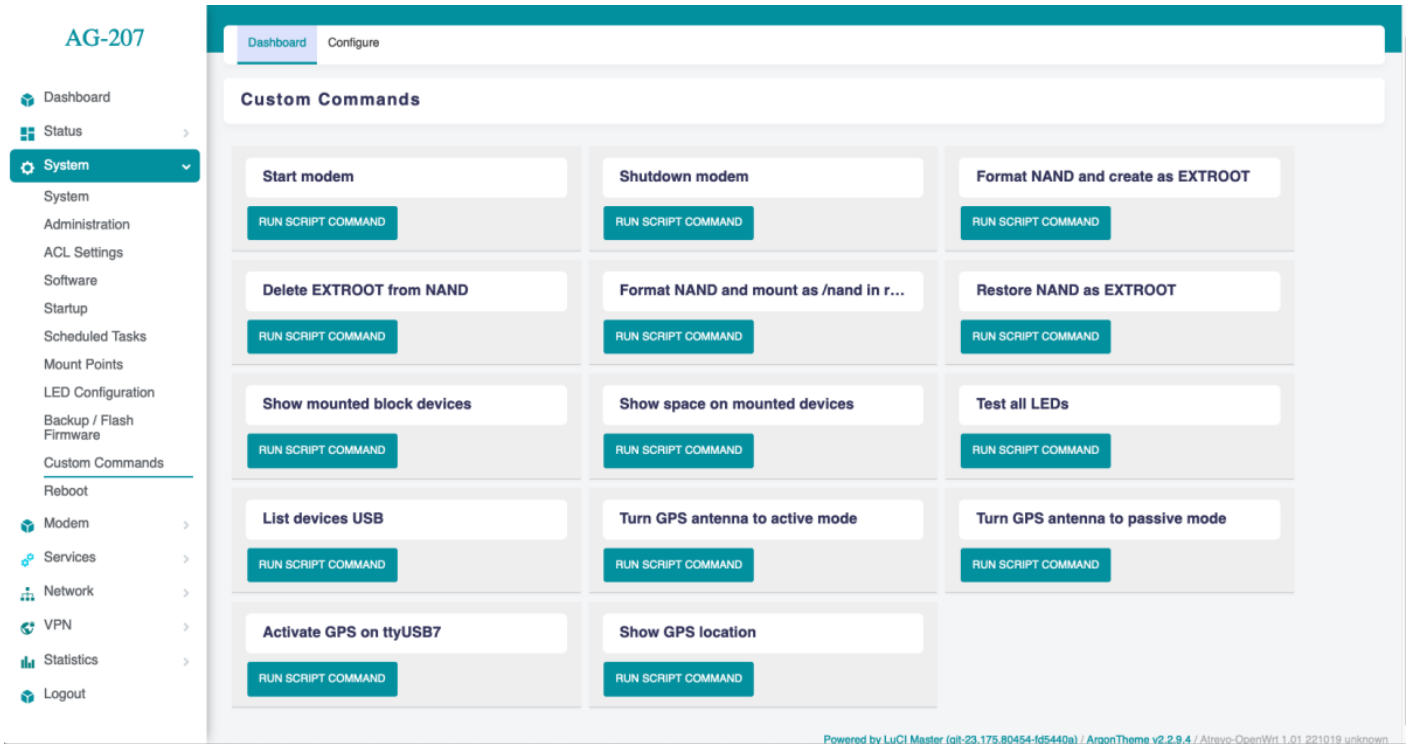 AG-207
Dashboard
Status
System
System
Administration
ACL Settings
Software
Startup
Scheduled Tasks
Mount Points
LED Configuration
Backup / Flash
Firmware
Custom Commands
Reboot
Modem
Services
Network
VPN
Statistics
Logout
Dashboard Configure
Custom Commands
Start modem
RUN SCRIPT COMMAND
Shutdown modem
RUN SCRIPT COMMAND
Format NAND and create as EXTROOT
RUN SCRIPT COMMAND
Delete EXTROOT from NAND
RUN SCRIPT COMMAND
Format NAND and mount as /nand in r...
RUN SCRIPT COMMAND
Restore NAND as EXTROOT
RUN SCRIPT COMMAND
Show mounted block devices
RUN SCRIPT COMMAND
Show space on mounted devices
RUN SCRIPT COMMAND
Test all LEDs
RUN SCRIPT COMMAND
List devices USB
RUN SCRIPT COMMAND
Turn GPS antenna to active mode
RUN SCRIPT COMMAND
Turn GPS antenna to passive mode
RUN SCRIPT COMMAND
Activate GPS on ttyUSB7
RUN SCRIPT COMMAND
Show GPS location
RUN SCRIPT COMMAND
Powered by LuCI Master (git-23.175.80454-fd5440a) / ArgonTheme v2.2.9.4 / Atreyo-OpenWrt 1.01 221019 unknown